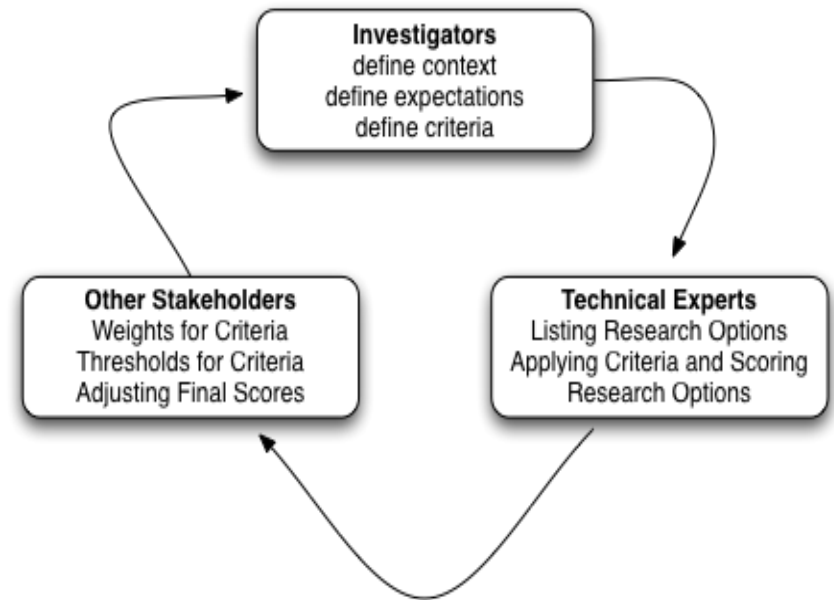 Investigators
define context
define expectations
define criteria
Other Stakeholders
Weights for Criteria
Thresholds for Criteria
Adjusting Final Scores
Technical Experts
Listing Research Options
Applying Criteria and Scoring
Research Options